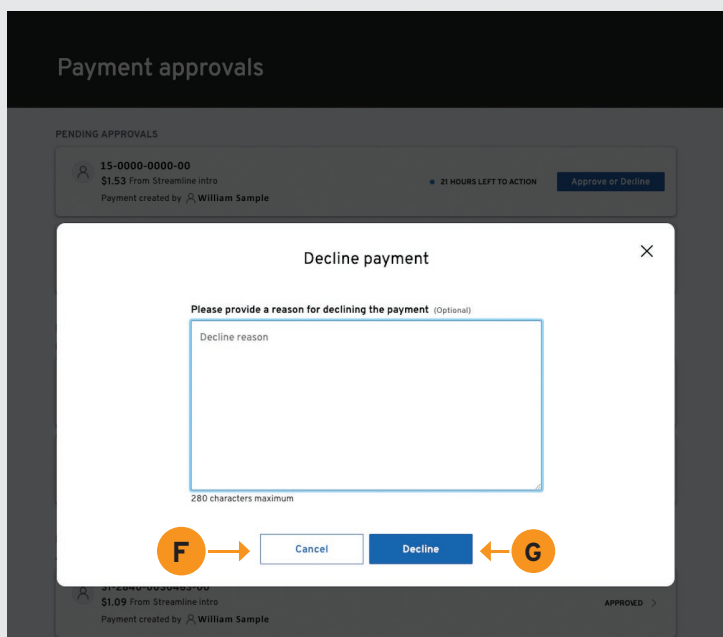 Payment approvals
PENDING APPROVALS
15-0000-0000-00
$1.53 From Streamline intro
21 HOURS LEFT TO ACTION
Approve or Decline
Payment created by William Sample
Decline payment
Please provide a reason for declining the payment (Optional)
Decline reason
280 characters maximum
F
Cancel
Decline
G
$1.09 From Streamline intro
APPROVED
Payment created by William Sample